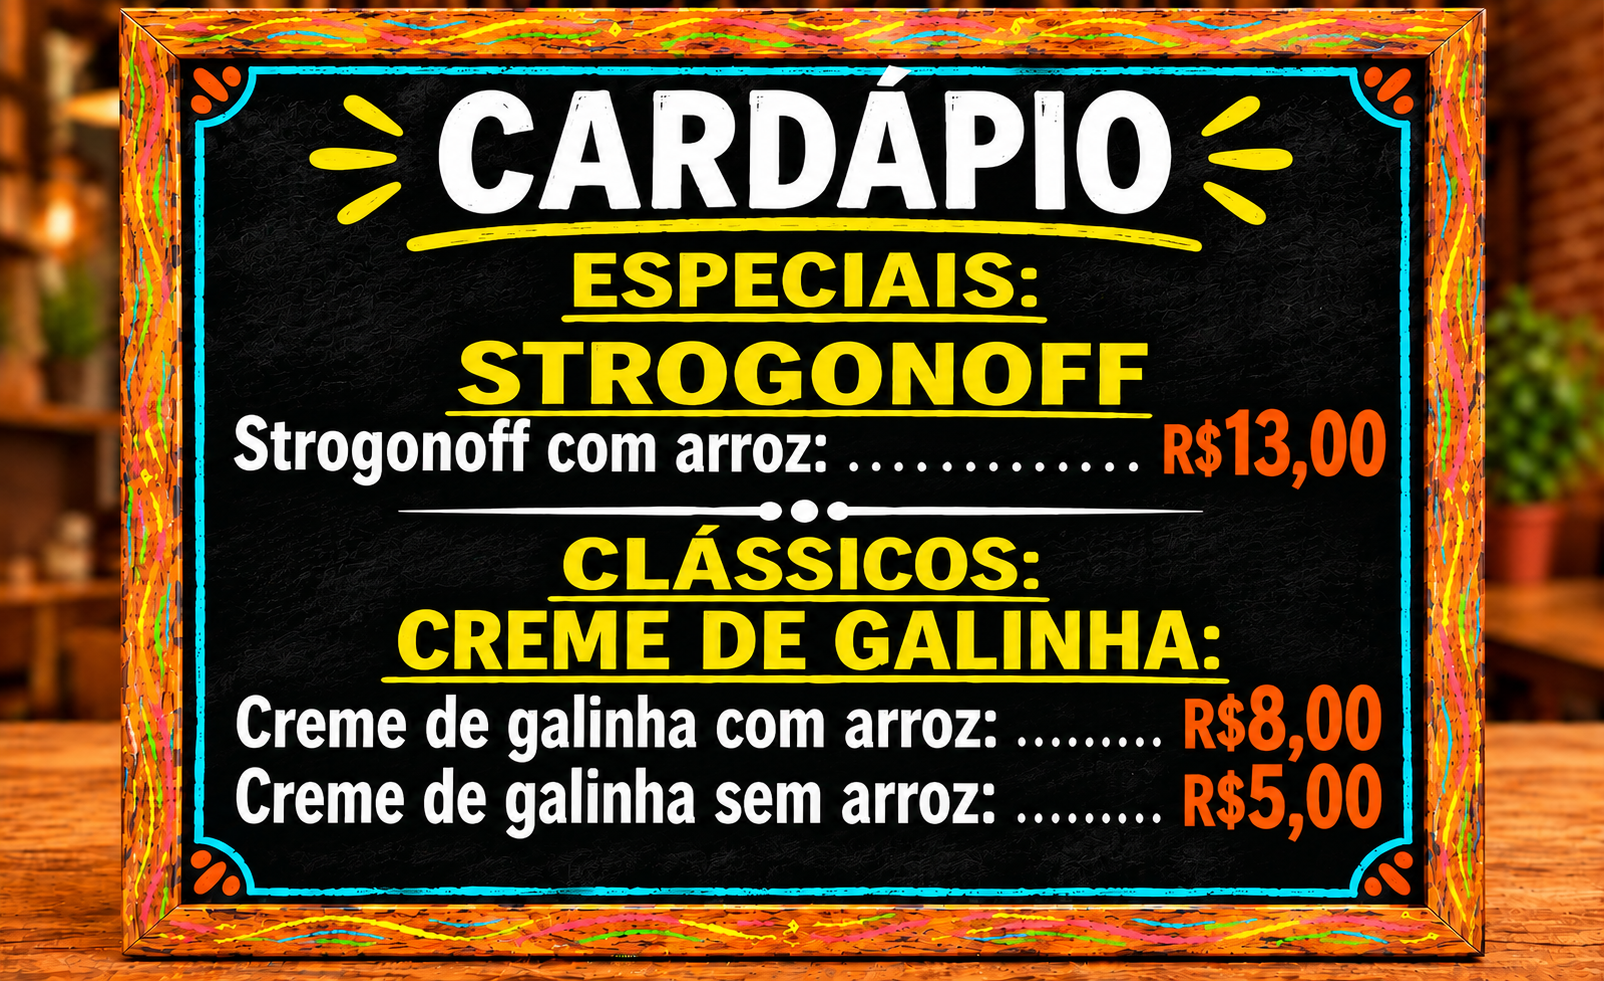 CARDÁPIO
ESPECIAIS:
STROGONOFF
Strogonoff com arroz: ............. R$13,00
CLÁSSICOS:
CREME DE GALINHA:
Creme de galinha com arroz: ......... R$8,00
Creme de galinha sem arroz: ......... R$5,00